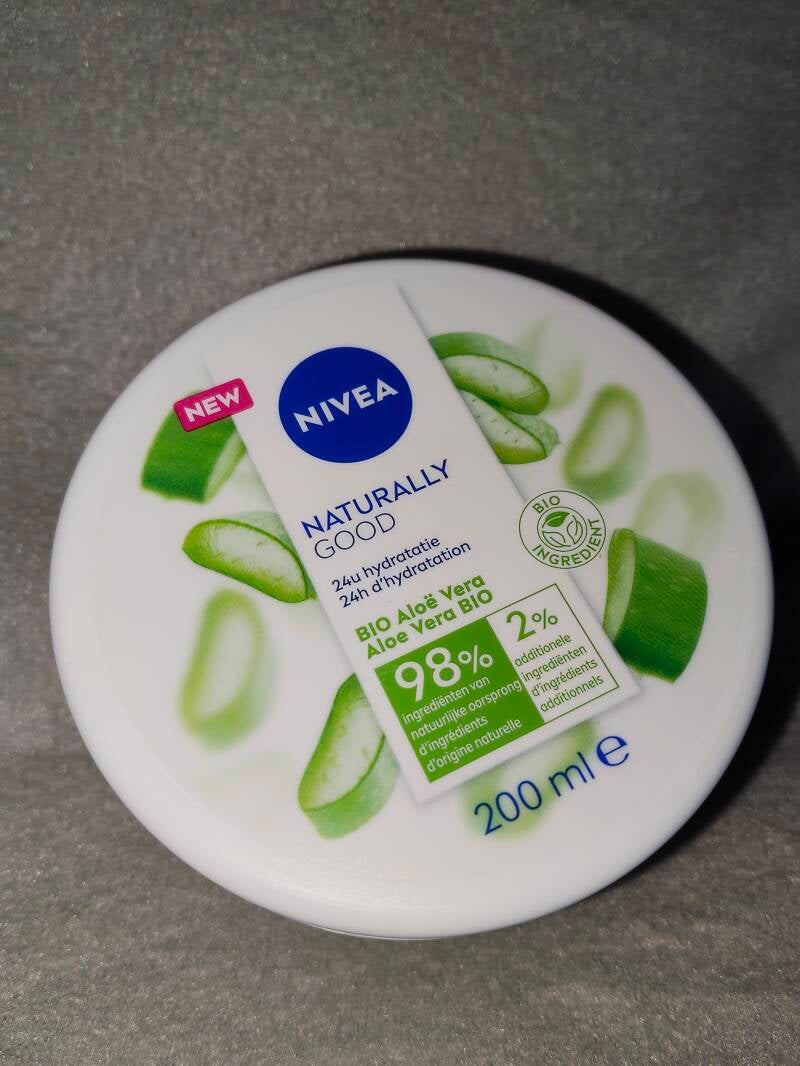 NEW
NIVEA
NATURALLY
GOOD
24u hydratatie
24h d'hydratation
BIO Aloë Vera
Aloe Vera BIO
BIO
INGREDIENT
98%
ingrediënten van
natuurlijke oorsprong
d'ingrédients
d'origine naturelle
2%
additionele
ingrediënten
d'ingrédients
additionnels
200 ml ℮